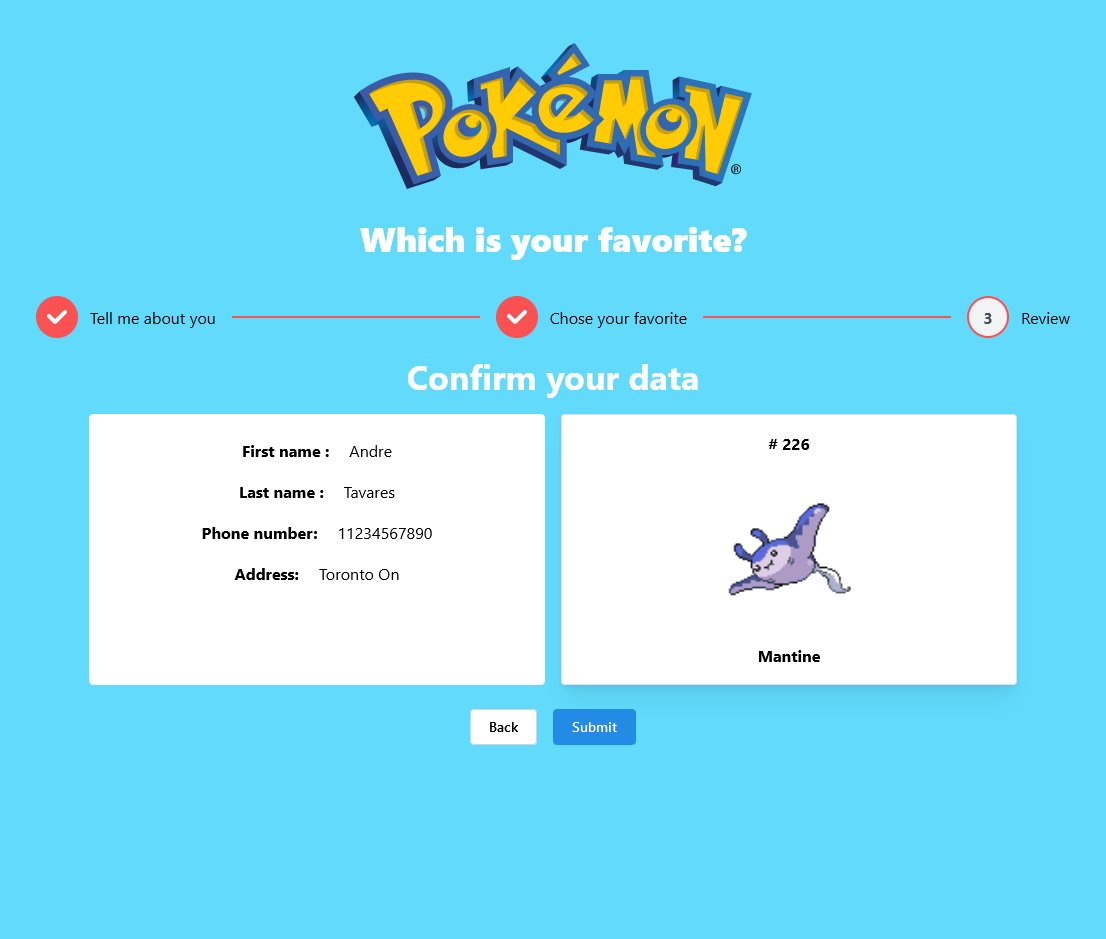 POKÉMON ®
Which is your favorite?
Tell me about you
Chose your favorite
3 Review
Confirm your data
First name : Andre
Last name : Tavares
Phone number: 11234567890
Address: Toronto On
# 226
Mantine
Back
Submit